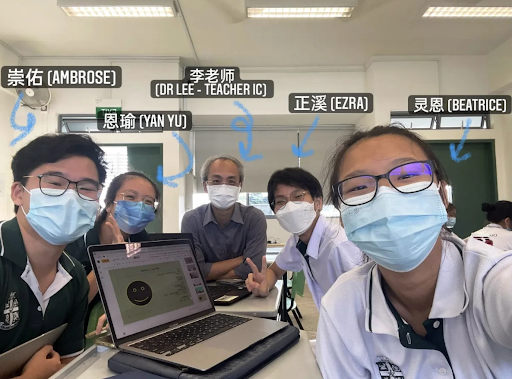 崇佑 (AMBROSE)
恩瑜 (YAN YU)
李老师
(DR LEE - TEACHER IC)
正溪 (EZRA)
灵恩 (BEATRICE)